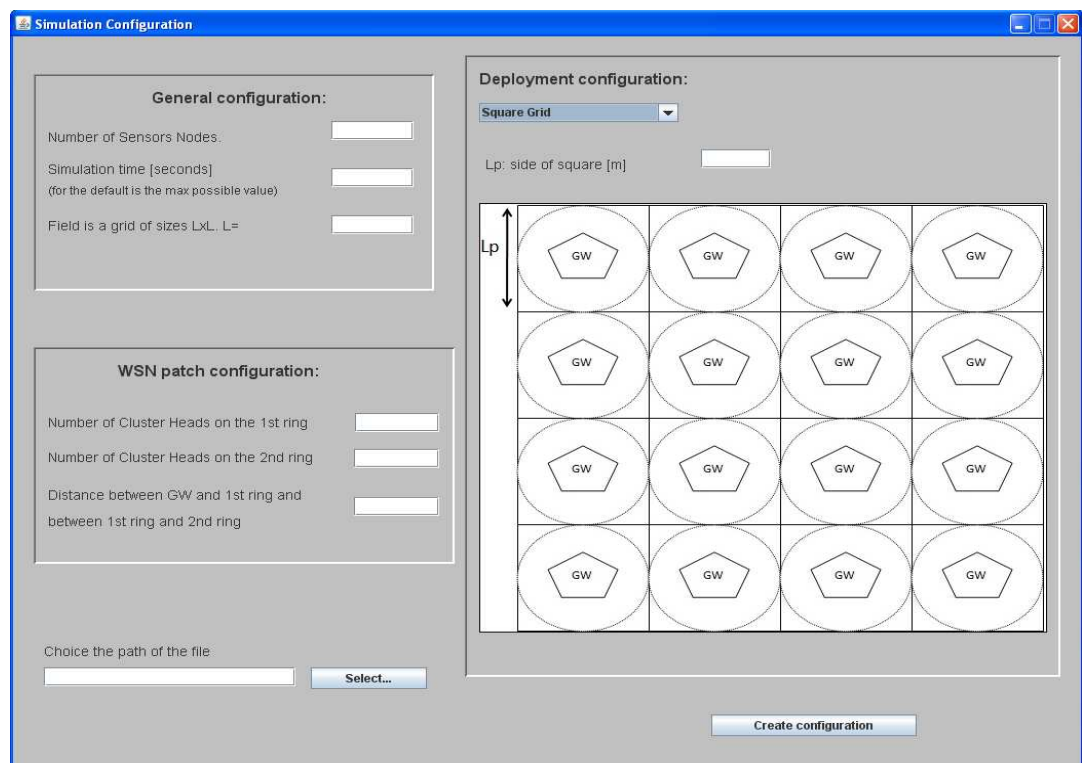 Simulation Configuration
General configuration:
Number of Sensors Nodes.
Simulation time [seconds]
(for the default is the max possible value)
Field is a grid of sizes LxL. L=
WSN patch configuration:
Number of Cluster Heads on the 1st ring
Number of Cluster Heads on the 2nd ring
Distance between GW and 1st ring and
between 1st ring and 2nd ring
Choice the path of the file
Select...
Deployment configuration:
Square Grid
Lp: side of square [m]
Lp
GW GW GW GW
GW GW GW GW
GW GW GW GW
GW GW GW GW
Create configuration